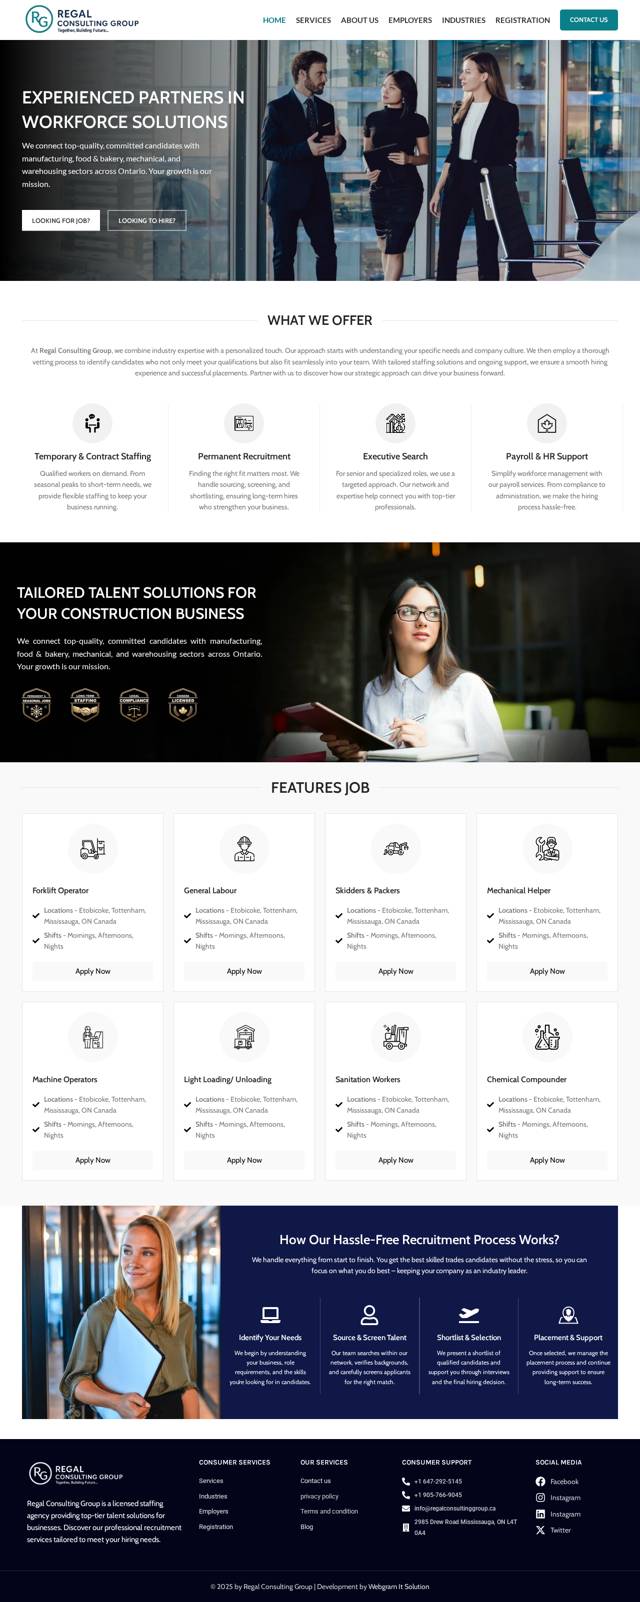 REGAL
CONSULTING GROUP
Together, Building Future...
HOME SERVICES ABOUT US EMPLOYERS INDUSTRIES REGISTRATION CONTACT US
EXPERIENCED PARTNERS IN
WORKFORCE SOLUTIONS
We connect top-quality, committed candidates with
manufacturing, food & bakery, mechanical, and
warehousing sectors across Ontario. Your growth is our
mission.
LOOKING FOR JOB? LOOKING TO HIRE?
WHAT WE OFFER
At Regal Consulting Group, we combine industry expertise with a personalized touch. Our approach starts with understanding your specific needs and company culture. We then employ a thorough
vetting process to identify candidates who not only meet your qualifications but also fit seamlessly into your team. With tailored staffing solutions and ongoing support, we ensure a smooth hiring
experience and successful placements. Partner with us to discover how our strategic approach can drive your business forward.
Temporary & Contract Staffing
Qualified workers on demand. From
seasonal peaks to short-term needs, we
provide flexible staffing to keep your
business running.
Permanent Recruitment
Finding the right fit matters most. We
handle sourcing, screening, and
shortlisting, ensuring long-term hires
who strengthen your business.
Executive Search
For senior and specialized roles, we use a
targeted approach. Our network and
expertise help connect you with top-tier
professionals.
Payroll & HR Support
Simplify workforce management with
our payroll services. From compliance to
administration, we make the hiring
process hassle-free.
TAILORED TALENT SOLUTIONS FOR
YOUR CONSTRUCTION BUSINESS
We connect top-quality, committed candidates with manufacturing,
food & bakery, mechanical, and warehousing sectors across Ontario.
Your growth is our mission.
SEASONAL JOBS
LONG-TERM
STAFFING
LEGAL
COMPLIANCE
CANADA
LICENSED
FEATURES JOB
Forklift Operator
Locations - Etobicoke, Tottenham,
Mississauga, ON Canada
Shifts - Mornings, Afternoons,
Nights
Apply Now
General Labour
Locations - Etobicoke, Tottenham,
Mississauga, ON Canada
Shifts - Mornings, Afternoons,
Nights
Apply Now
Skidders & Packers
Locations - Etobicoke, Tottenham,
Mississauga, ON Canada
Shifts - Mornings, Afternoons,
Nights
Apply Now
Mechanical Helper
Locations - Etobicoke, Tottenham,
Mississauga, ON Canada
Shifts - Mornings, Afternoons,
Nights
Apply Now
Machine Operators
Locations - Etobicoke, Tottenham,
Mississauga, ON Canada
Shifts - Mornings, Afternoons,
Nights
Apply Now
Light Loading/ Unloading
Locations - Etobicoke, Tottenham,
Mississauga, ON Canada
Shifts - Mornings, Afternoons,
Nights
Apply Now
Sanitation Workers
Locations - Etobicoke, Tottenham,
Mississauga, ON Canada
Shifts - Mornings, Afternoons,
Nights
Apply Now
Chemical Compounder
Locations - Etobicoke, Tottenham,
Mississauga, ON Canada
Shifts - Mornings, Afternoons,
Nights
Apply Now
How Our Hassle-Free Recruitment Process Works?
We handle everything from start to finish. You get the best skilled trades candidates without the stress, so you can
focus on what you do best – keeping your company as an industry leader.
Identify Your Needs
We begin by understanding
your business, role
requirements, and the skills
you're looking for in candidates.
Source & Screen Talent
Our team searches within our
network, verifies backgrounds,
and carefully screens applicants
for the right match.
Shortlist & Selection
We present a shortlist of
qualified candidates and
support you through interviews
and the final hiring decision.
Placement & Support
Once selected, we manage the
placement process and continue
providing support to ensure
long-term success.
REGAL
CONSULTING GROUP
Together, Building Future...
Regal Consulting Group is a licensed staffing
agency providing top-tier talent solutions for
businesses. Discover our professional recruitment
services tailored to meet your hiring needs.
CONSUMER SERVICES
Services
Industries
Employers
Registration
OUR SERVICES
Contact us
privacy policy
Terms and condition
Blog
CONSUMER SUPPORT
+1 647-292-5145
+1 905-766-9045
info@regalconsultinggroup.ca
2985 Drew Road Mississauga, ON L4T
0A4
SOCIAL MEDIA
Facebook
Instagram
Instagram
Twitter
© 2025 by Regal Consulting Group | Development by Webgram It Solution